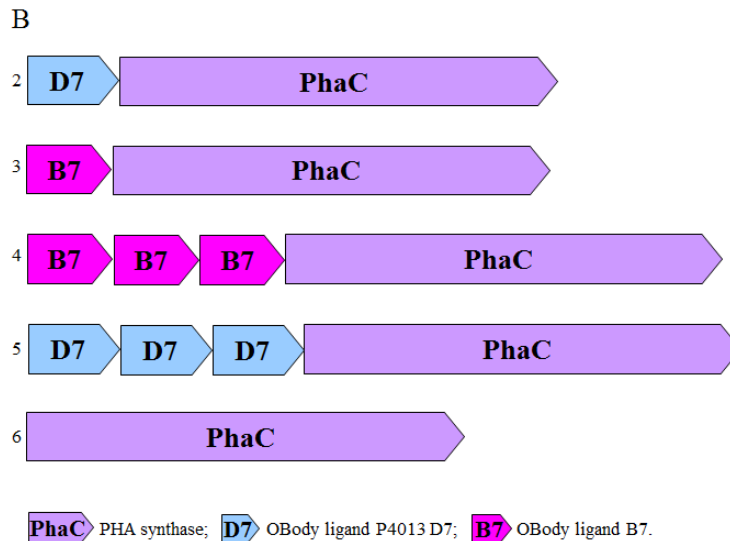 B
2 D7 PhaC
3 B7 PhaC
4 B7 B7 B7 PhaC
5 D7 D7 D7 PhaC
6 PhaC
PhaC PHA synthase; D7 OBody ligand P4013 D7; B7 OBody ligand B7.